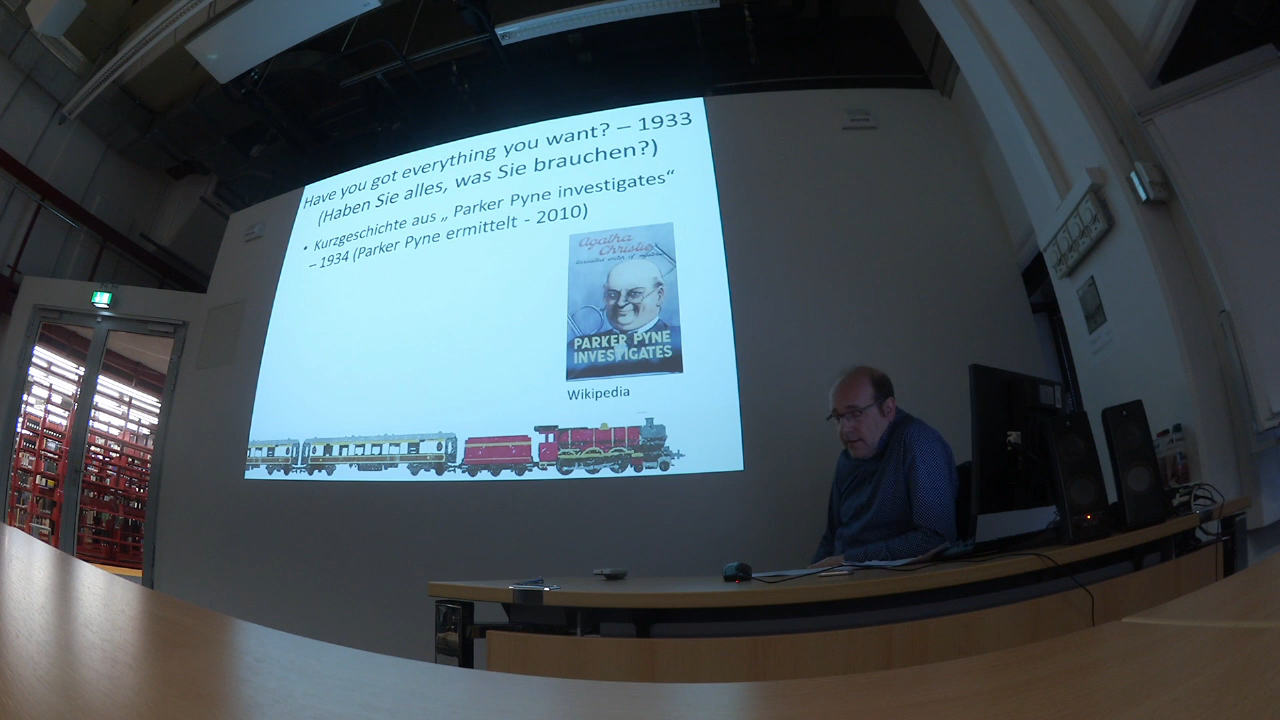 Have you got everything you want? – 1933
(Haben Sie alles, was Sie brauchen?)
• Kurzgeschichte aus „ Parker Pyne investigates“
– 1934 (Parker Pyne ermittelt - 2010)
Agatha
Christie
PARKER PYNE
INVESTIGATES
Wikipedia